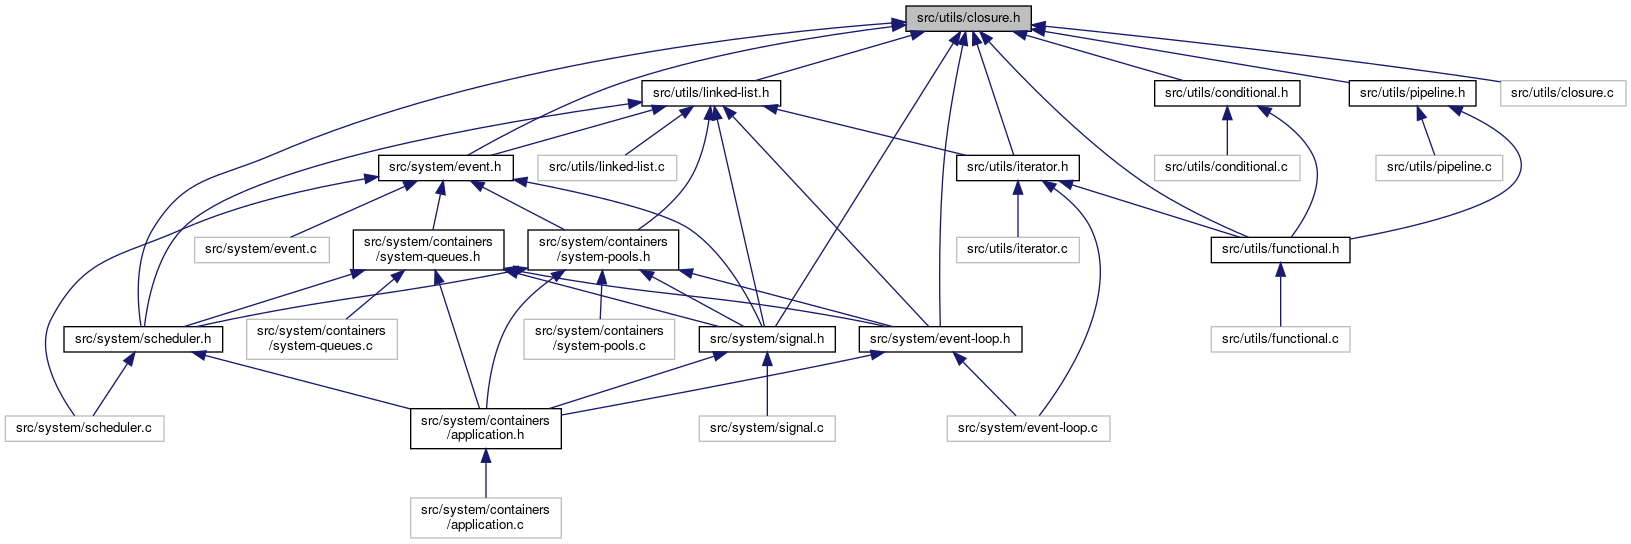 src/utils/closure.h
src/utils/linked-list.h
src/utils/conditional.h
src/utils/pipeline.h
src/utils/closure.c
src/system/event.h
src/utils/linked-list.c
src/utils/iterator.h
src/utils/conditional.c
src/utils/pipeline.c
src/system/event.c
src/system/containers
/system-queues.h
src/system/containers
/system-pools.h
src/utils/iterator.c
src/utils/functional.h
src/system/scheduler.h
src/system/containers
/system-queues.c
src/system/containers
/system-pools.c
src/system/signal.h
src/system/event-loop.h
src/utils/functional.c
src/system/scheduler.c
src/system/containers
/application.h
src/system/signal.c
src/system/event-loop.c
src/system/containers
/application.c